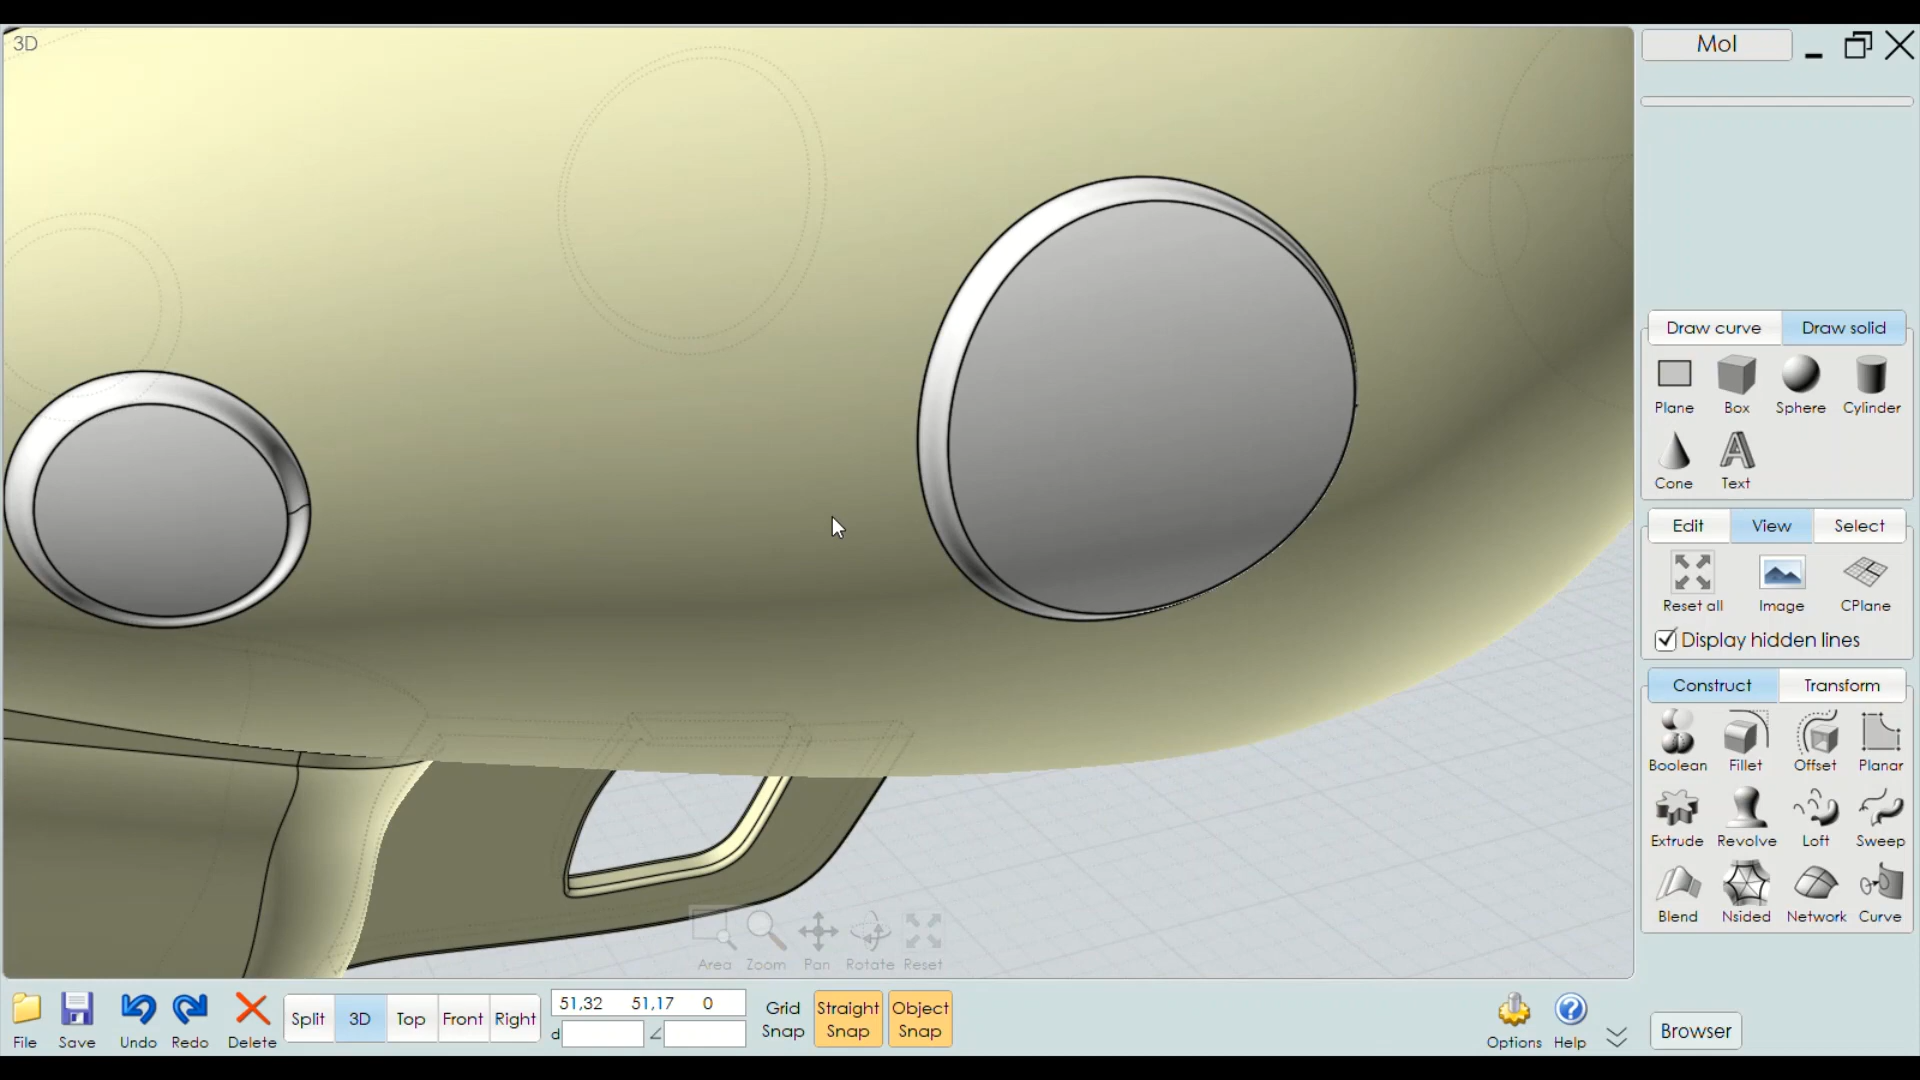 3D
MoI
Draw curve
Draw solid
Plane
Box
Sphere
Cylinder
Cone
Text
Edit
View
Select
Reset all
Image
CPlane
Display hidden lines
Construct
Transform
Boolean
Fillet
Offset
Planar
Extrude
Revolve
Loft
Sweep
Blend
Nsided
Network
Curve
Area
Zoom
Pan
Rotate
Reset
File
Save
Undo
Redo
Delete
Split
3D
Top
Front
Right
51,32 51,17 0
d
∠
Grid
Snap
Straight
Snap
Object
Snap
Options
Help
Browser